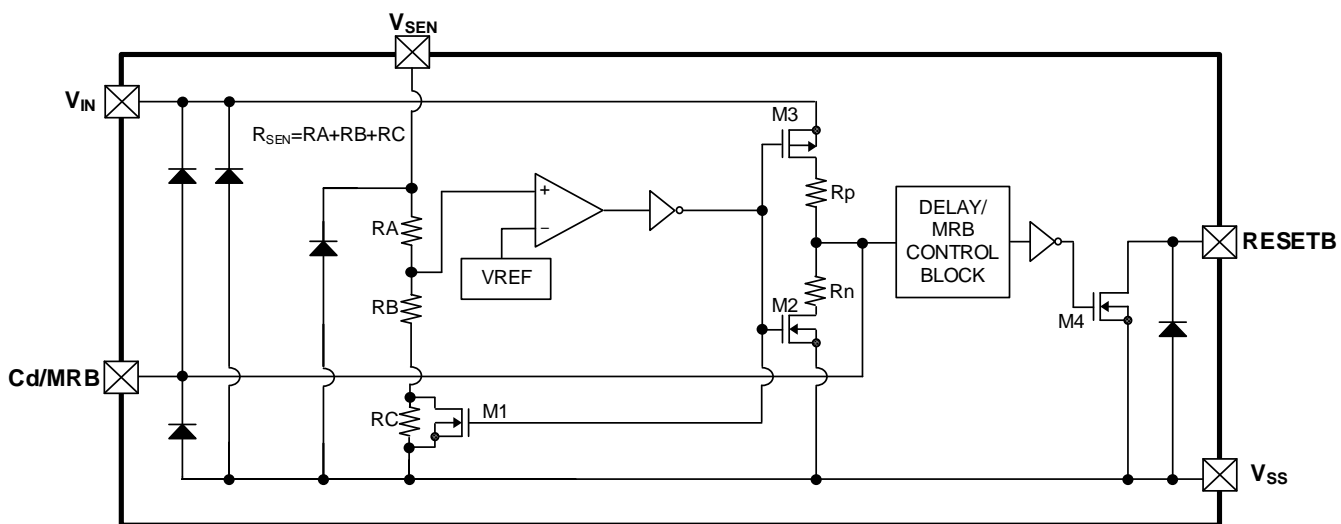 VSEN
VIN
RSEN=RA+RB+RC
M3
+
−
Rp
RA
VREF
DELAY/
MRB
CONTROL
BLOCK
RESETB
RB
Rn
M2
M4
Cd/MRB
RC
M1
VSS